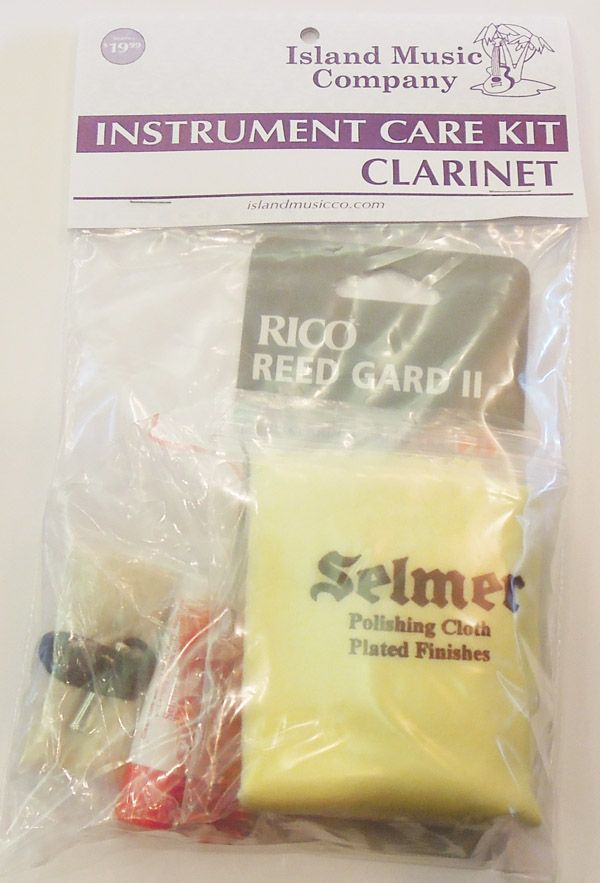 $19.99
Island Music
Company
INSTRUMENT CARE KIT
CLARINET
islandmusicco.com
RICO
REED GARD II
Selmer
Polishing Cloth
Plated Finishes